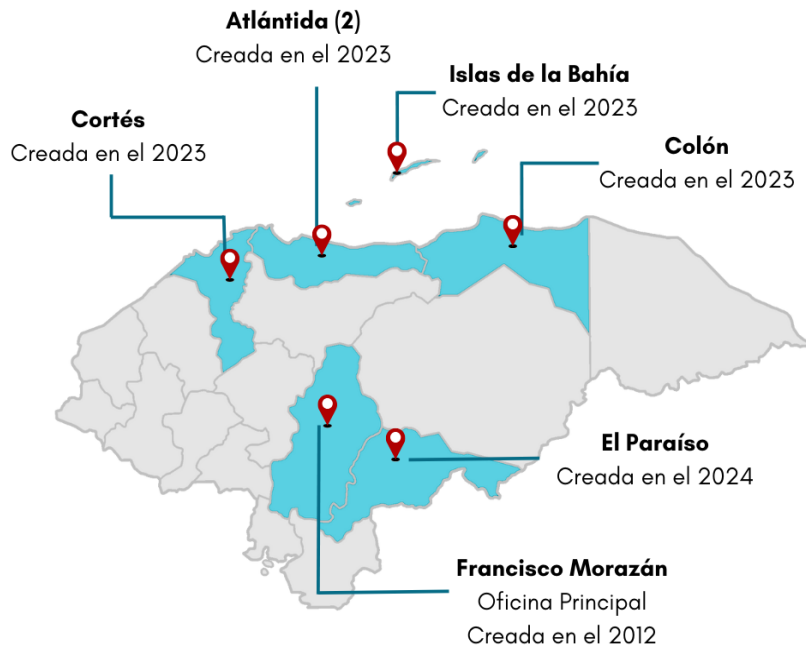 Atlántida (2)
Creada en el 2023
Islas de la Bahía
Creada en el 2023
Cortés
Creada en el 2023
Colón
Creada en el 2023
El Paraíso
Creada en el 2024
Francisco Morazán
Oficina Principal
Creada en el 2012